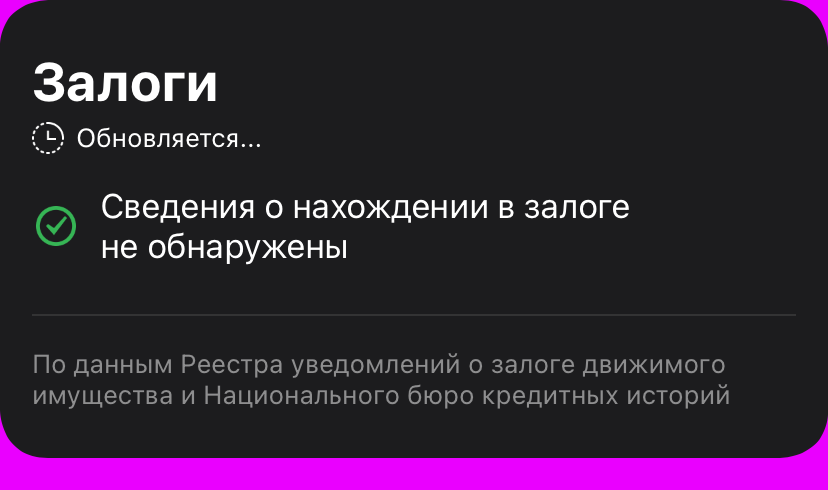 Залоги
Обновляется...
Сведения о нахождении в залоге
не обнаружены
По данным Реестра уведомлений о залоге движимого
имущества и Национального бюро кредитных историй